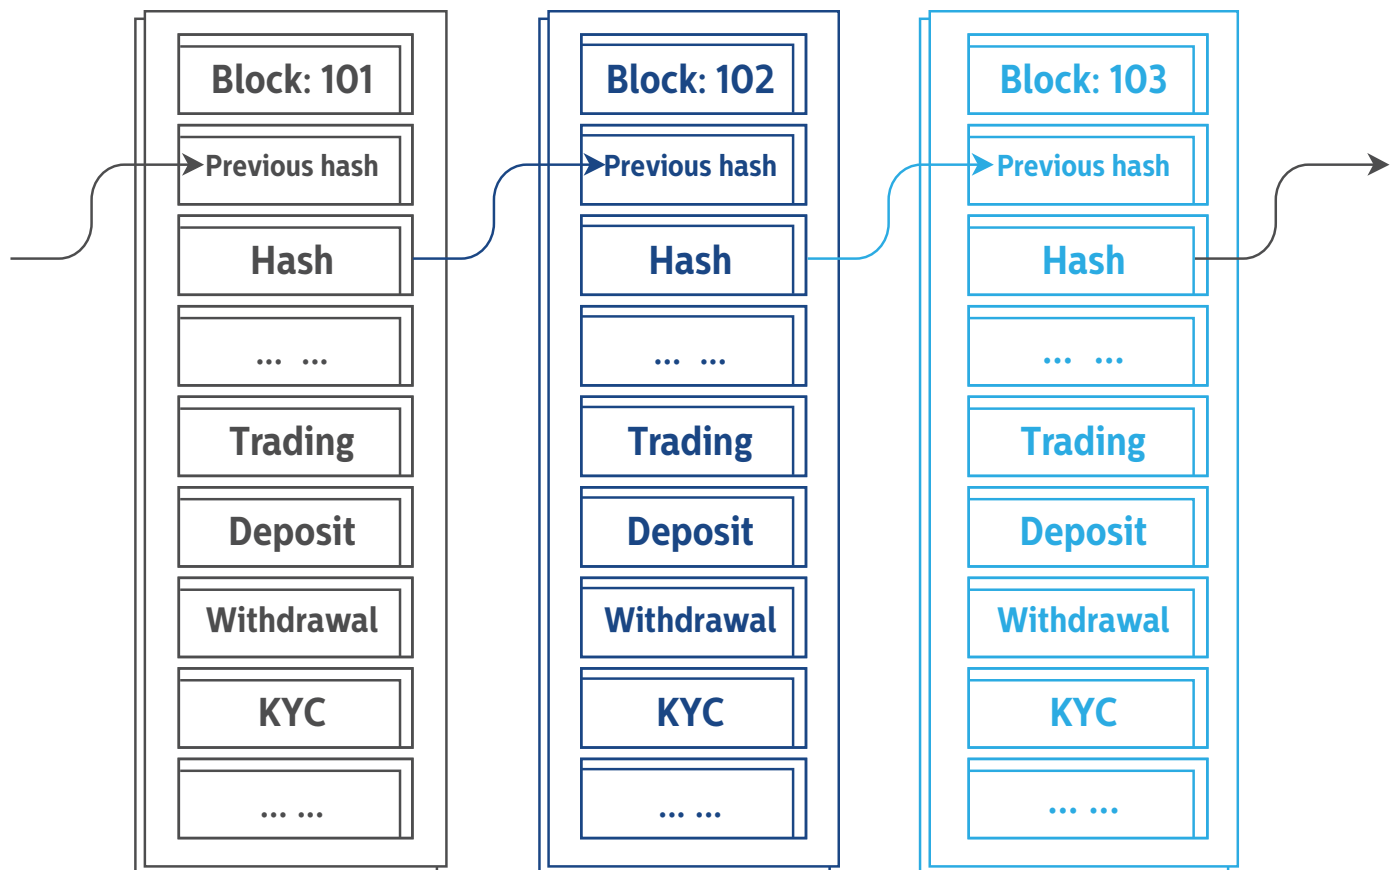 Block: 101
Previous hash
Hash
... ...
Trading
Deposit
Withdrawal
KYC
... ...
Block: 102
Previous hash
Hash
... ...
Trading
Deposit
Withdrawal
KYC
... ...
Block: 103
Previous hash
Hash
... ...
Trading
Deposit
Withdrawal
KYC
... ...